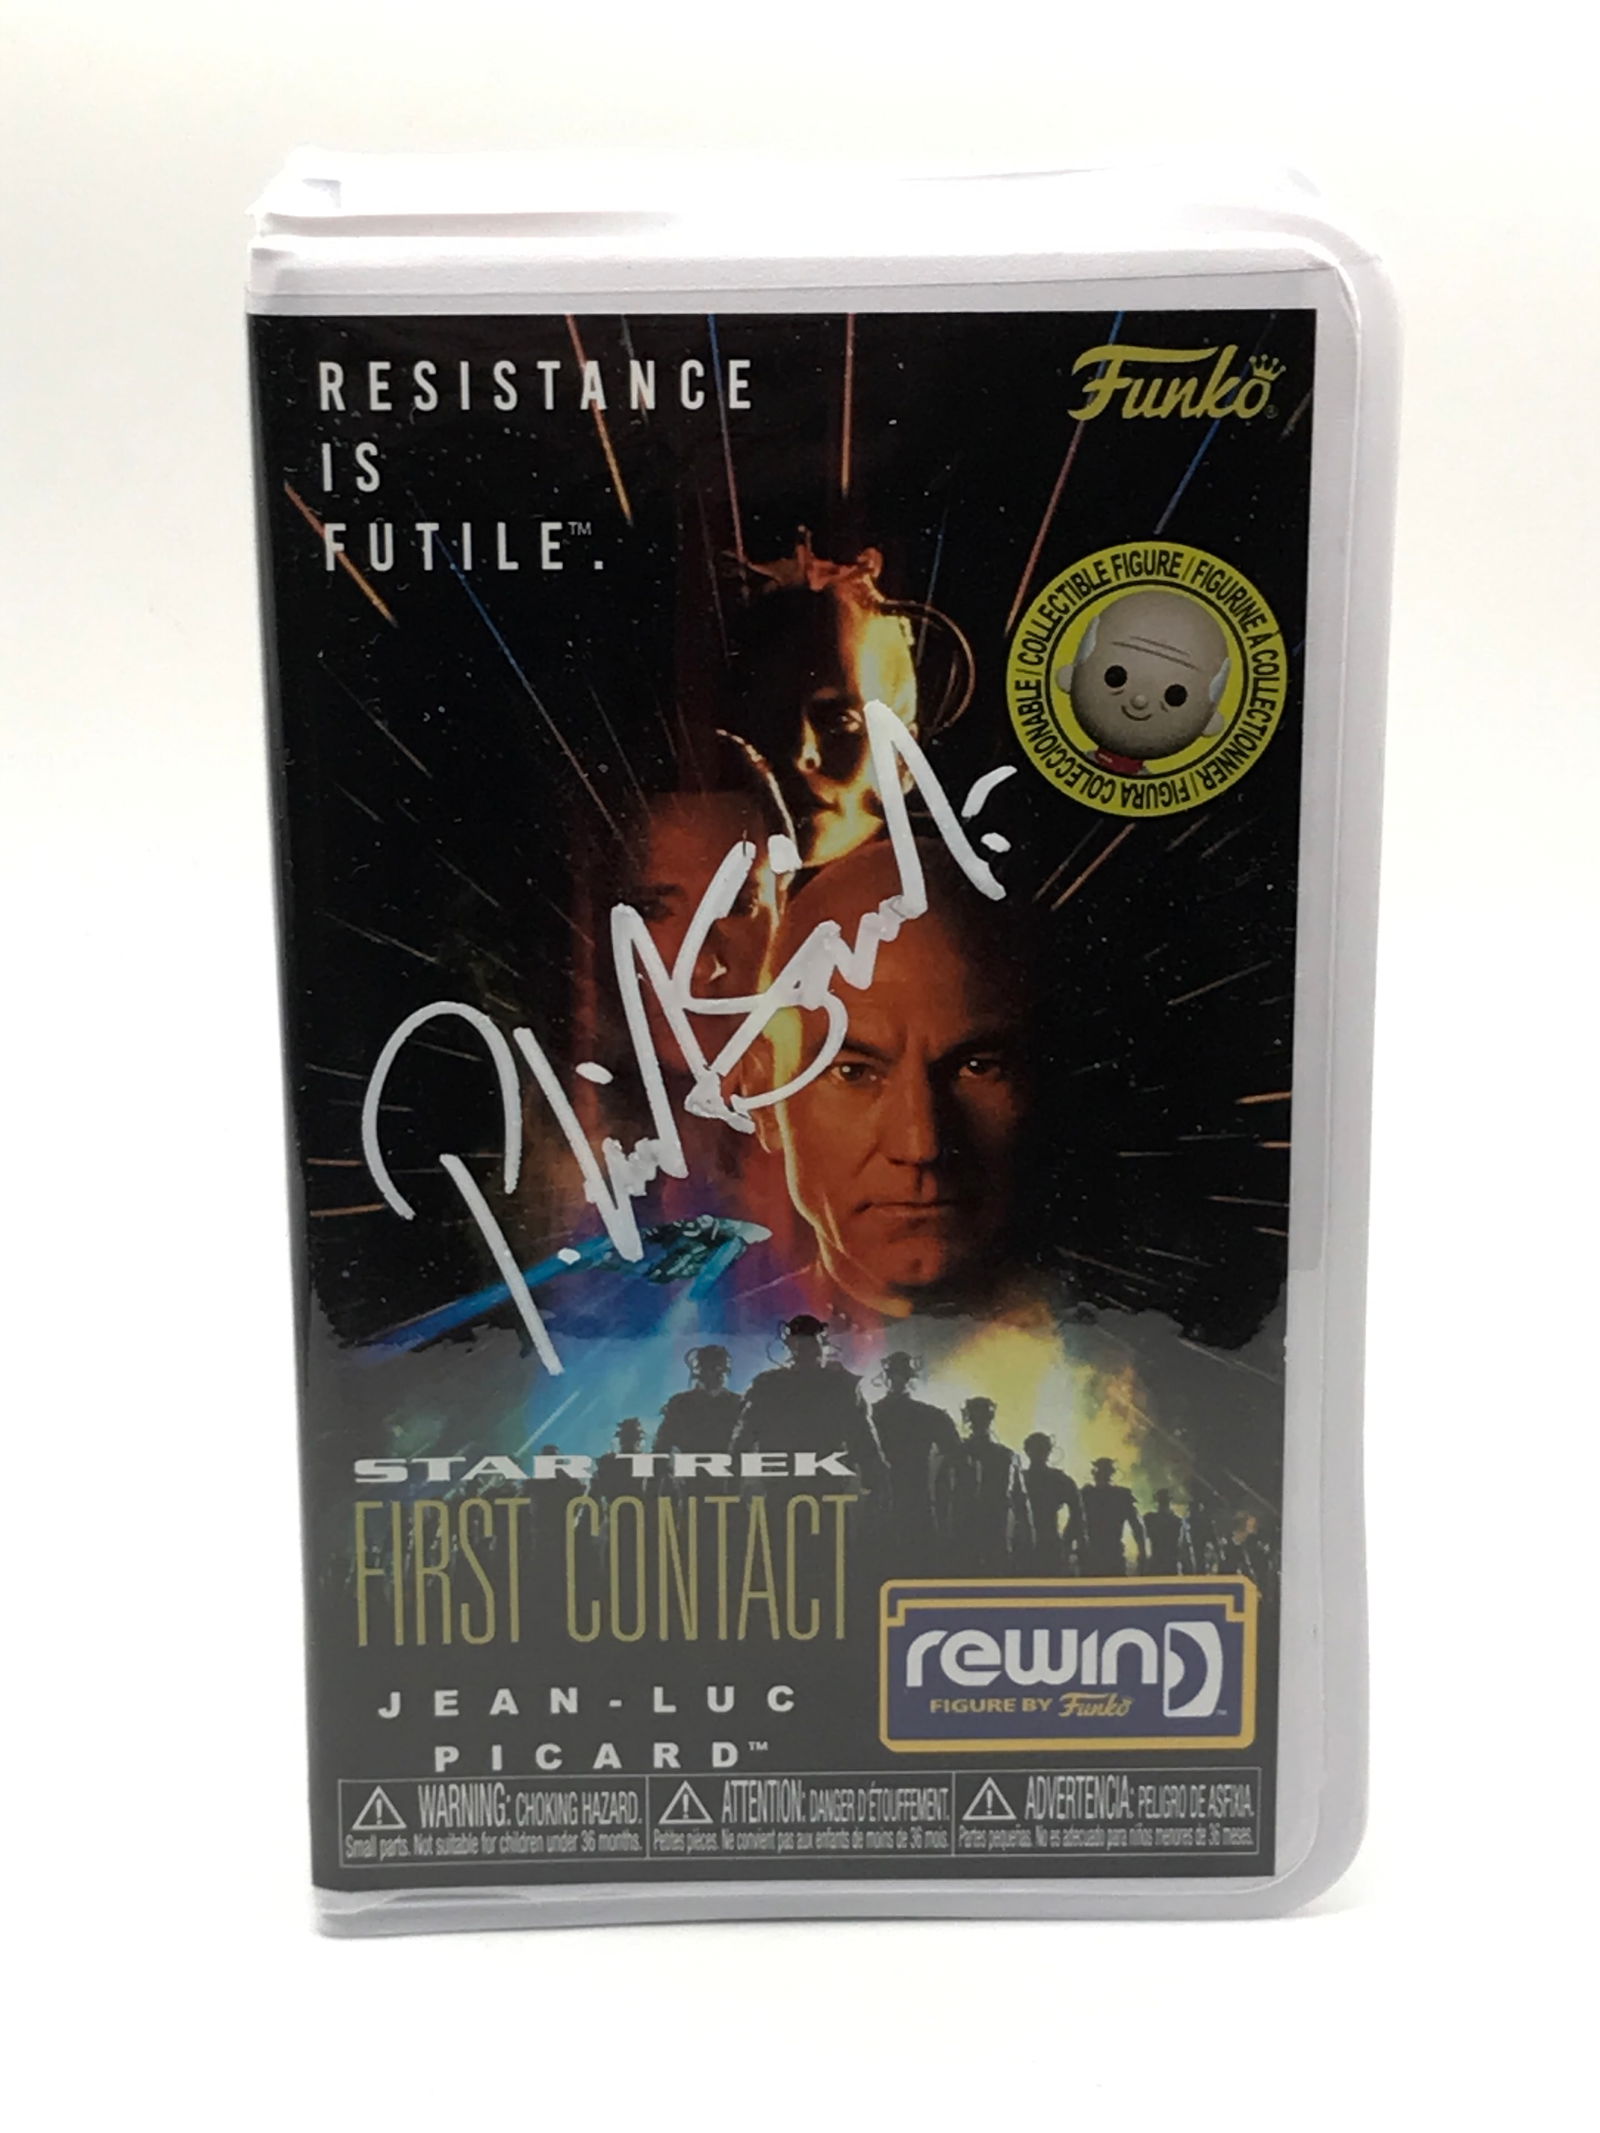 RESISTANCE
IS
FUTILE™.
Funko®
COLLECTIBLE FIGURE / FIGURINE À COLLECTIONNER / FIGURA COLECCIONABLE /
STAR TREK
FIRST CONTACT
JEAN-LUC
PICARD™
rewind™
FIGURE BY Funko
WARNING: CHOKING HAZARD.
Small parts. Not suitable for children under 36 months.
ATTENTION: DANGER D'ÉTOUFFEMENT.
Petites pièces. Ne convient pas aux enfants de moins de 36 mois.
ADVERTENCIA: PELIGRO DE ASFIXIA.
Partes pequeñas. No es adecuado para niños menores de 36 meses.